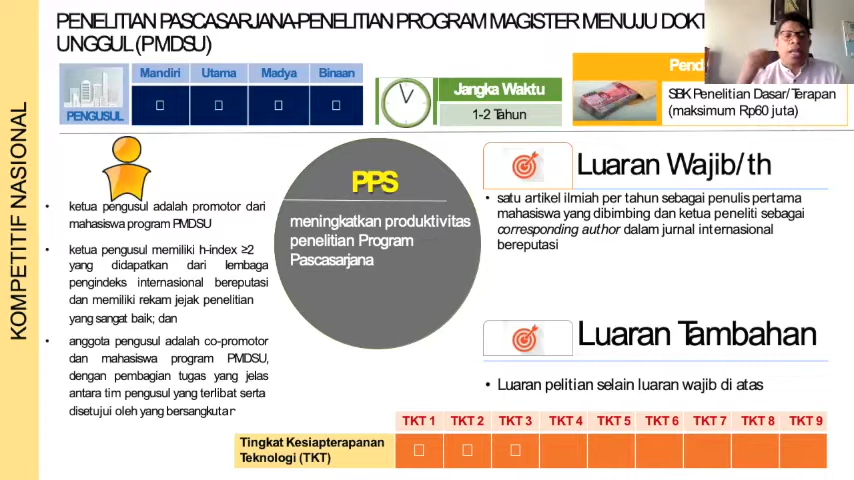 PENELITIAN PASCASARJANA-PENELITIAN PROGRAM MAGISTER MENUJU DOKT
UNGGUL (PMDSU)
KOMPETITIF NASIONAL
PENGUSUL
Mandiri Utama Madya Binaan
Jangka Waktu
1-2 Tahun
Pend
SBK Penelitian Dasar/Terapan
(maksimum Rp60 juta)
• ketua pengusul adalah promotor dari
mahasiswa program PMDSU
• ketua pengusul memiliki h-index ≥2
yang didapatkan dari lembaga
pengindeks internasional bereputasi
dan memiliki rekam jejak penelitian
yang sangat baik; dan
• anggota pengusul adalah co-promotor
dan mahasiswa program PMDSU,
dengan pembagian tugas yang jelas
antara tim pengusul yang terlibat serta
disetujui oleh yang bersangkutar
PPS
meningkatkan produktivitas
penelitian Program
Pascasarjana
Luaran Wajib/th
• satu artikel ilmiah per tahun sebagai penulis pertama
mahasiswa yang dibimbing dan ketua peneliti sebagai
corresponding author dalam jurnal internasional
bereputasi
Luaran Tambahan
• Luaran pelitian selain luaran wajib di atas
TKT 1 TKT 2 TKT 3 TKT 4 TKT 5 TKT 6 TKT 7 TKT 8 TKT 9
Tingkat Kesiapterapanan
Teknologi (TKT)